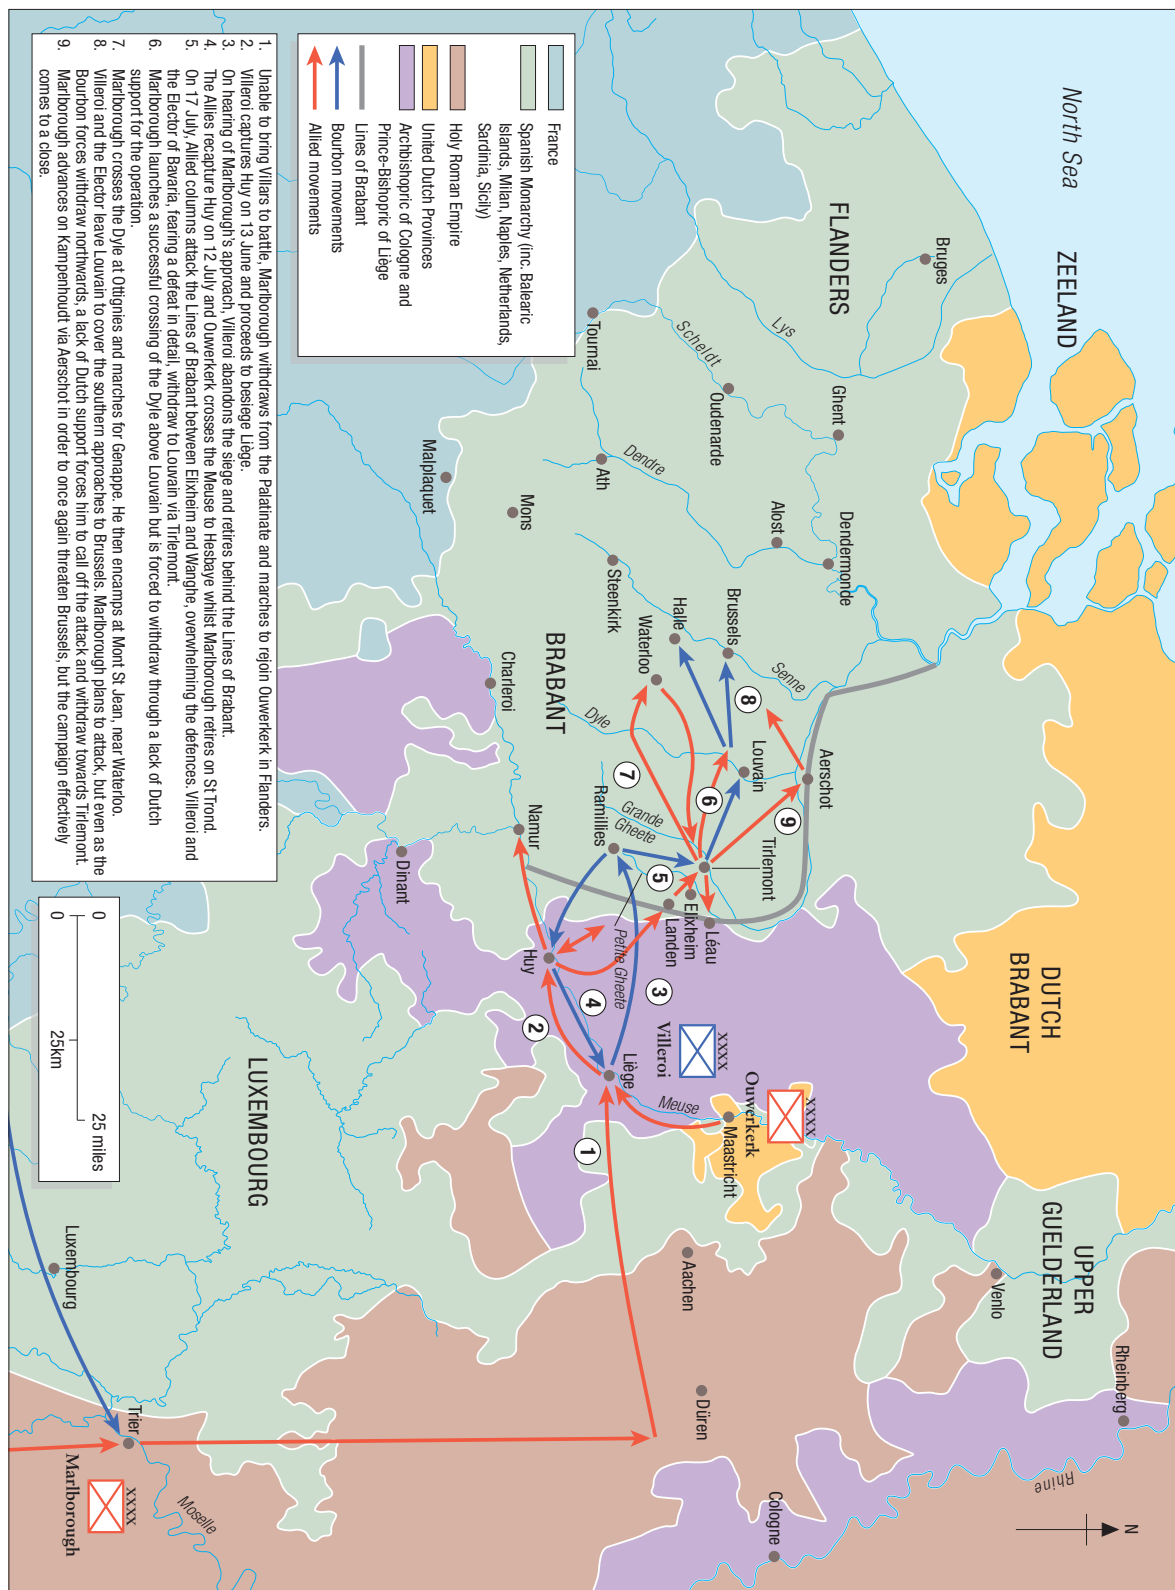 North Sea
ZEELAND
FLANDERS
Bruges
Lys
Scheldt
Tournai
Oudenarde
Ghent
Dendre
Ath
Alost
Dendermonde
Malplaquet
Mons
Steenkirk
Halle
Brussels
Waterloo
Senne
BRABANT
Dyle
Charleroi
Louvain
Aerschot
Grande
Gheete
Ramillies
Tirlemont
Namur
Dinant
Elixheim
Landen
Léau
Petite Gheete
Huy
DUTCH
BRABANT
1
2
3
4
5
6
7
8
9
xxxx
Villeroi
Liège
Meuse
xxxx
Ouwerkerk
Maastricht
LUXEMBOURG
UPPER
GUELDERLAND
Venlo
Aachen
Luxembourg
Düren
Rheinberg
Rhine
Trier
Moselle
xxxx
Marlborough
Cologne
N
France
Spanish Monarchy (inc. Balearic
Islands, Milan, Naples, Netherlands,
Sardinia, Sicily)
Holy Roman Empire
United Dutch Provinces
Archbishopric of Cologne and
Prince-Bishopric of Liège
Lines of Brabant
Bourbon movements
Allied movements
1. Unable to bring Villars to battle, Marlborough withdraws from the Palatinate and marches to rejoin Ouwerkerk in Flanders.
2. Villeroi captures Huy on 13 June and proceeds to besiege Liège.
3. On hearing of Marlborough's approach, Villeroi abandons the siege and retires behind the Lines of Brabant.
4. The Allies recapture Huy on 12 July and Ouwerkerk crosses the Meuse to Hesbaye whilst Marlborough retires on St Trond.
5. On 17 July, Allied columns attack the Lines of Brabant between Elixheim and Wanghe, overwhelming the defences. Villeroi and
the Elector of Bavaria, fearing a defeat in detail, withdraw to Louvain via Tirlemont.
6. Marlborough launches a successful crossing of the Dyle above Louvain but is forced to withdraw through a lack of Dutch
support for the operation.
7. Marlborough crosses the Dyle at Ottignies and marches for Genappe. He then encamps at Mont St Jean, near Waterloo.
8. Villeroi and the Elector leave Louvain to cover the southern approaches to Brussels. Marlborough plans to attack, but even as the
Bourbon forces withdraw northwards, a lack of Dutch support forces him to call off the attack and withdraw towards Tirlemont.
9. Marlborough advances on Kampenhoudt via Aerschot in order to once again threaten Brussels, but the campaign effectively
comes to a close.
0 25 miles
0 25km